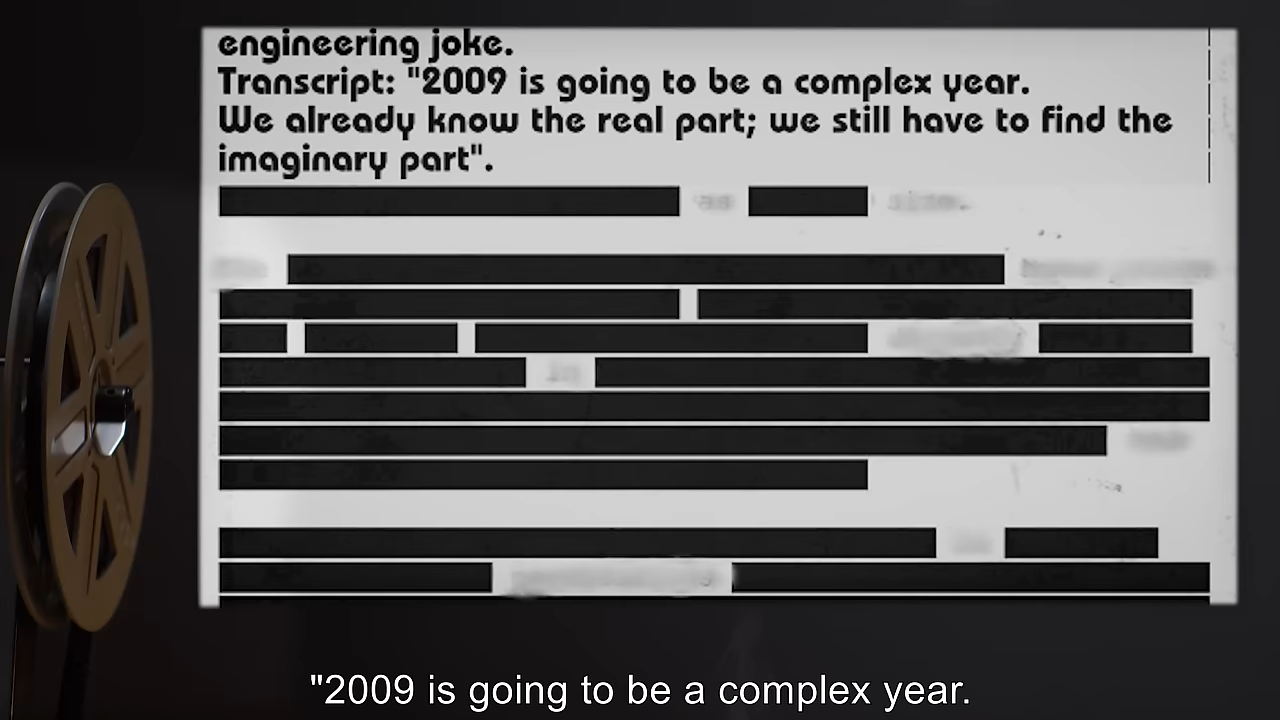 engineering joke.
Transcript: "2009 is going to be a complex year.
We already know the real part; we still have to find the
imaginary part".
"2009 is going to be a complex year.